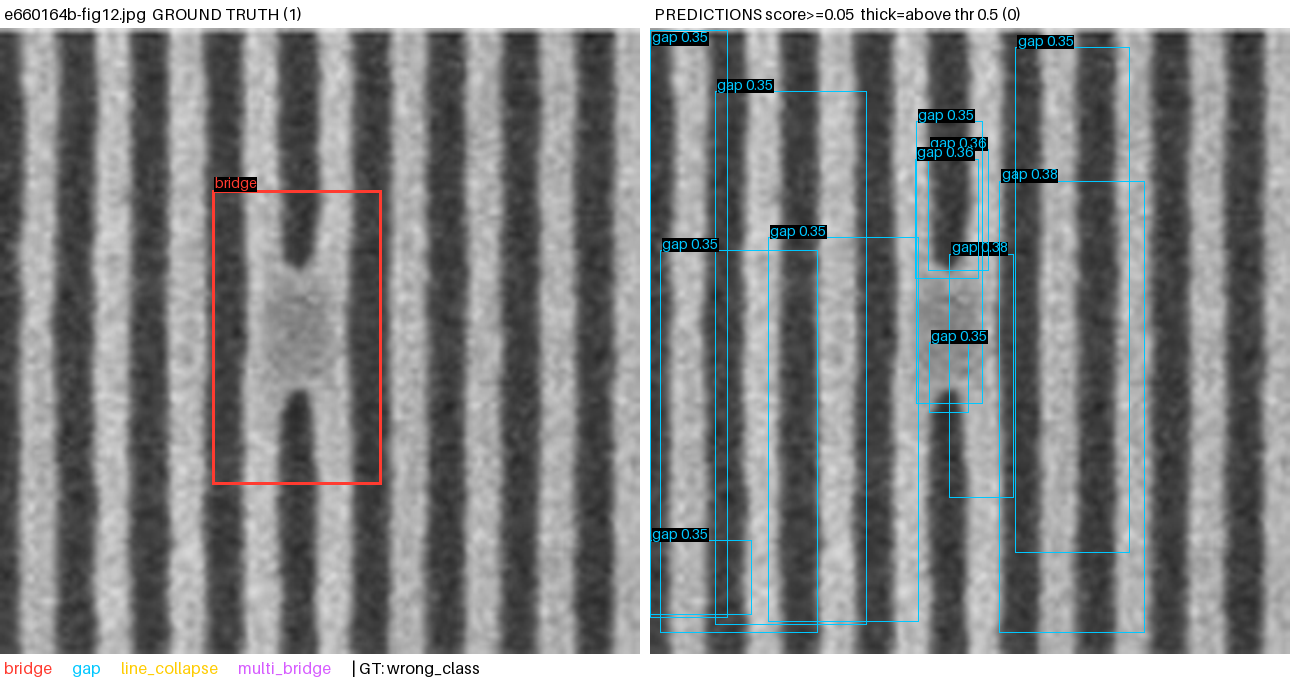 e660164b-fig12.jpg  GROUND TRUTH (1)
PREDICTIONS score>=0.05  thick=above thr 0.5 (0)
bridge
gap 0.35
gap 0.35
gap 0.35
gap 0.35
gap 0.36
gap 0.36
gap 0.38
gap 0.35
gap 0.35
gap 0.38
gap 0.35
gap 0.35
bridge gap line_collapse multi_bridge | GT: wrong_class